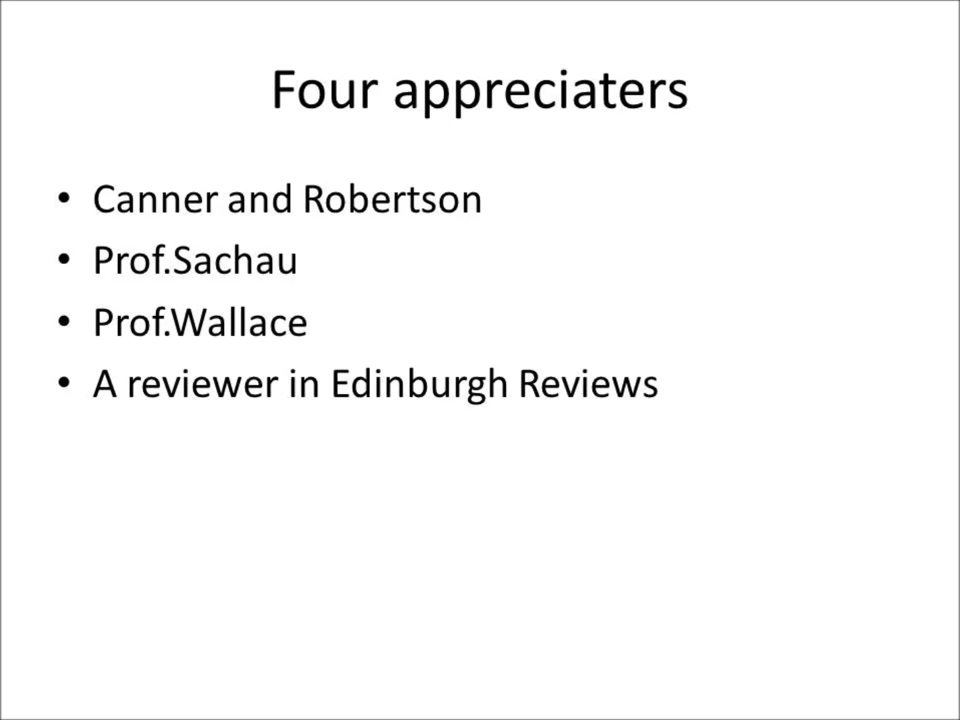 Four appreciaters
• Canner and Robertson
• Prof.Sachau
• Prof.Wallace
• A reviewer in Edinburgh Reviews